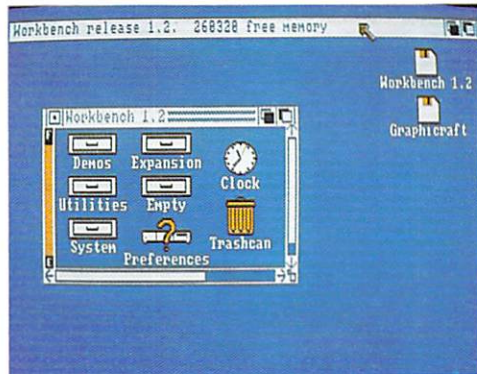 Workbench release 1.2. 268328 free memory
Workbench 1.2
Graphicraft
Workbench 1.2
Demos
Expansion
Clock
Utilities
Empty
System
Preferences
Trashcan